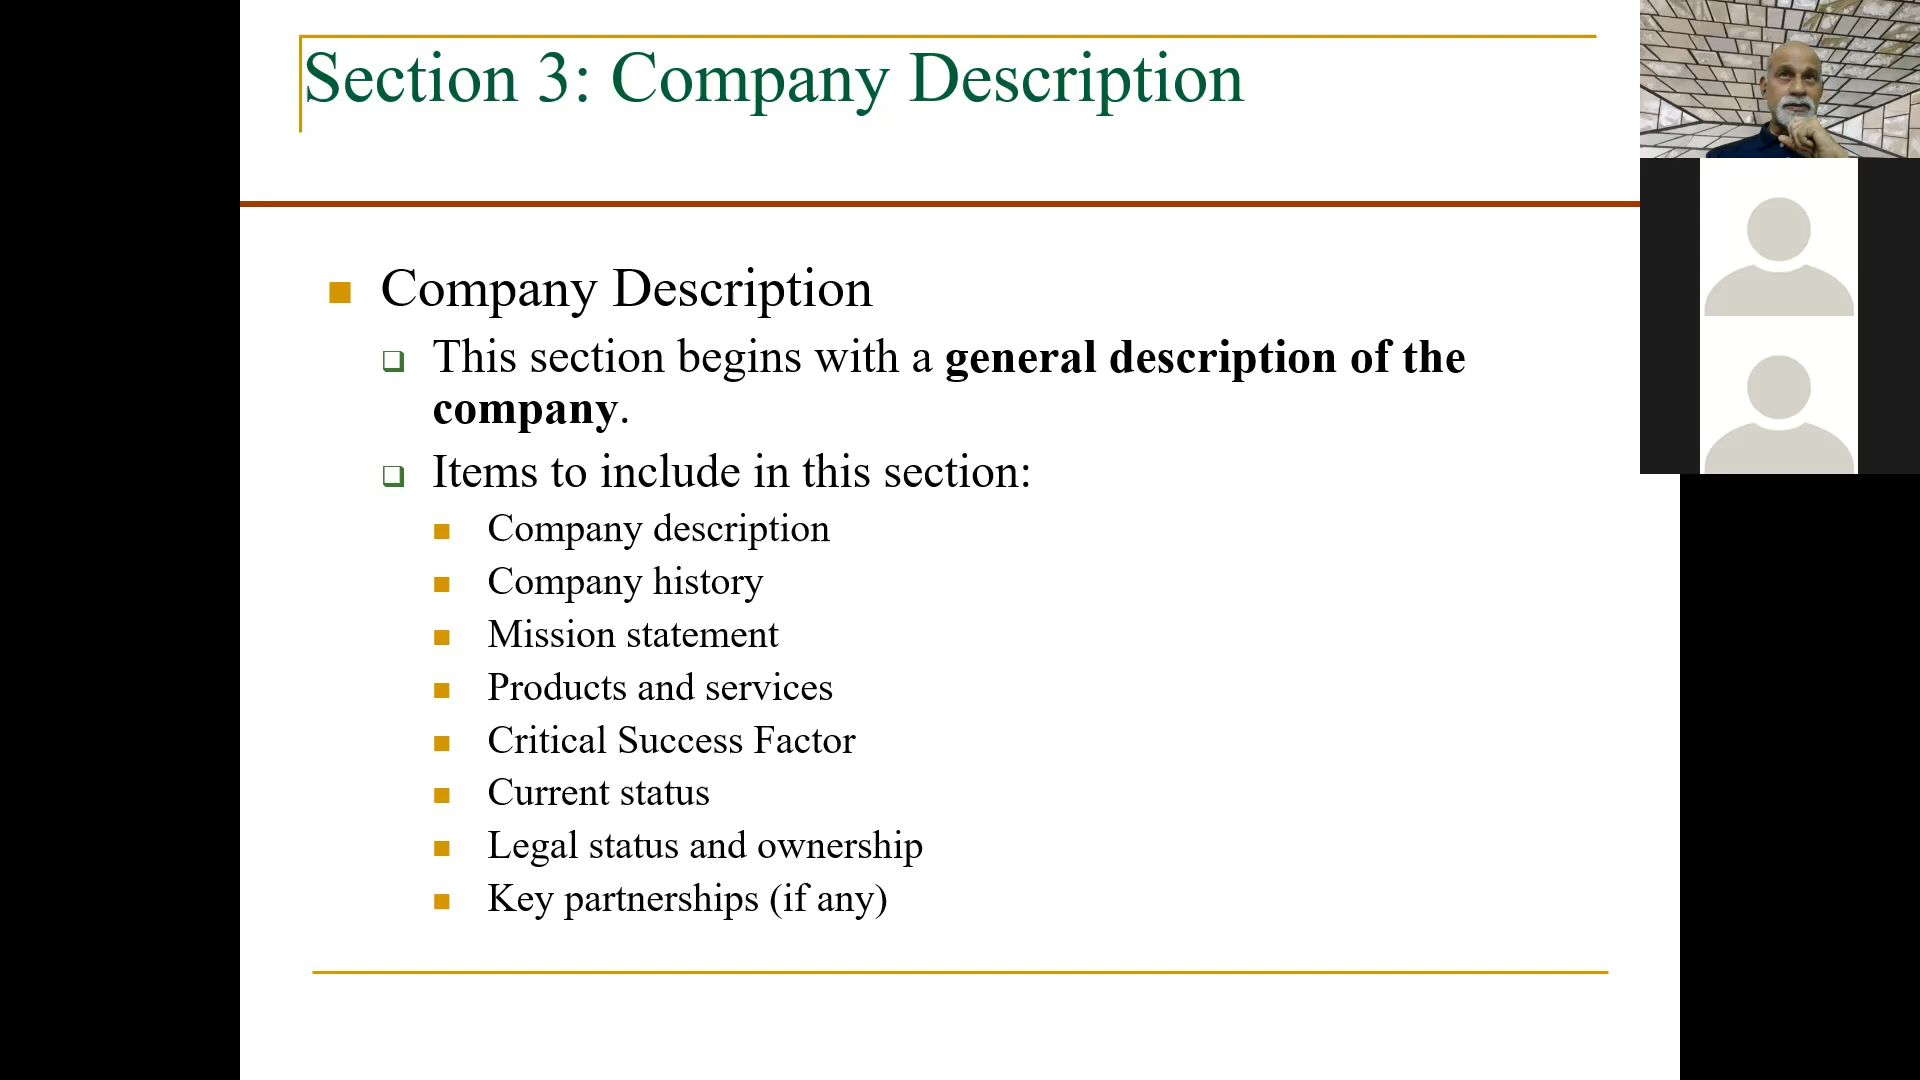 Section 3: Company Description
Company Description
This section begins with a general description of the
company.
Items to include in this section:
Company description
Company history
Mission statement
Products and services
Critical Success Factor
Current status
Legal status and ownership
Key partnerships (if any)